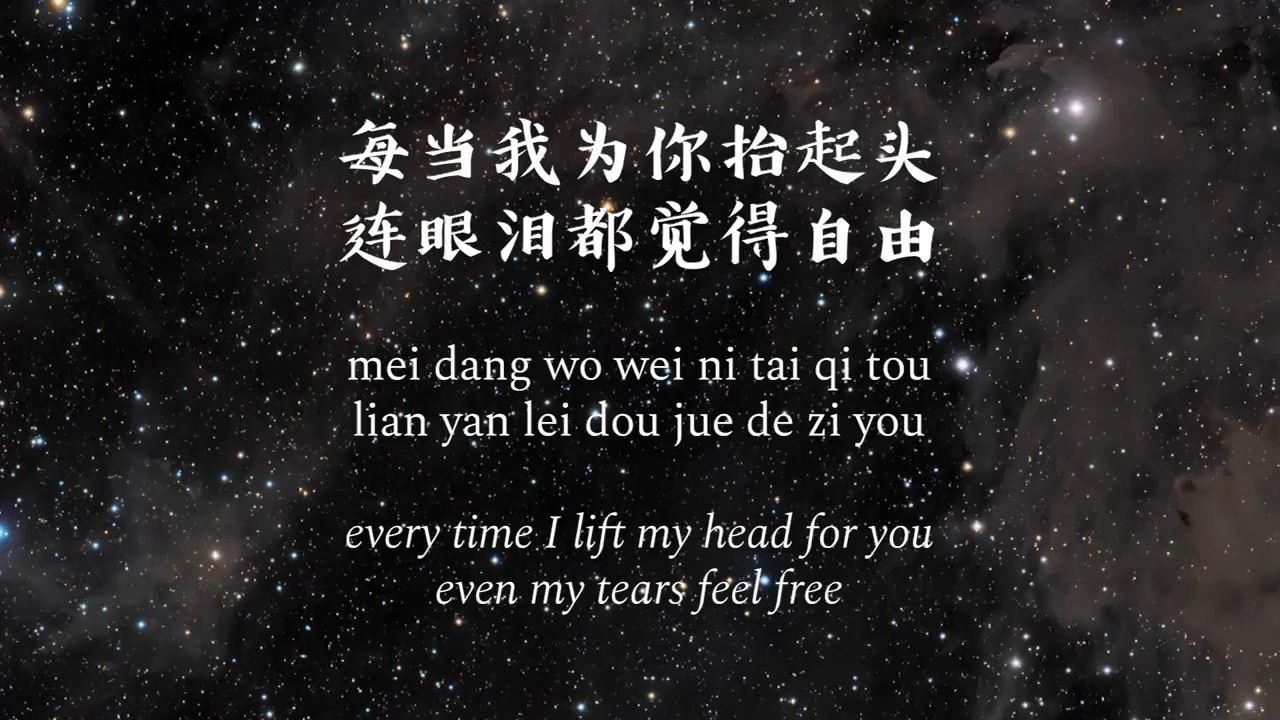 每当我为你抬起头
连眼泪都觉得自由
mei dang wo wei ni tai qi tou
lian yan lei dou jue de zi you
every time I lift my head for you
even my tears feel free